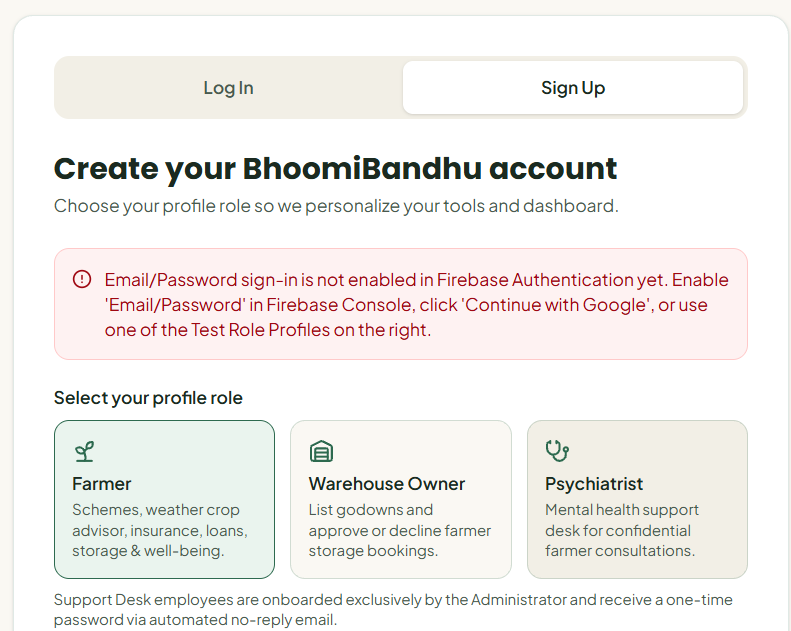 Log In
Sign Up
Create your BhoomiBandhu account
Choose your profile role so we personalize your tools and dashboard.
Email/Password sign-in is not enabled in Firebase Authentication yet. Enable
'Email/Password' in Firebase Console, click 'Continue with Google', or use
one of the Test Role Profiles on the right.
Select your profile role
Farmer
Schemes, weather crop
advisor, insurance, loans,
storage & well-being.
Warehouse Owner
List godowns and
approve or decline farmer
storage bookings.
Psychiatrist
Mental health support
desk for confidential
farmer consultations.
Support Desk employees are onboarded exclusively by the Administrator and receive a one-time
password via automated no-reply email.